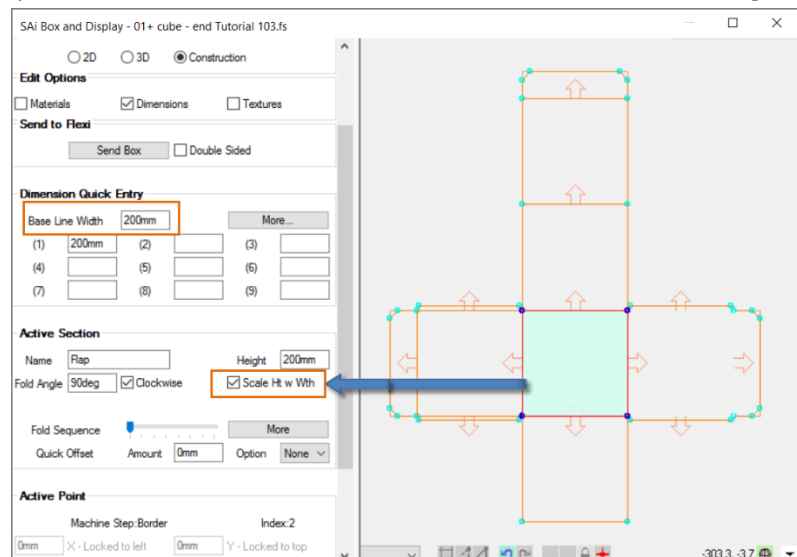 SAi Box and Display - 01+ cube - end Tutorial 103.fs
2D 3D Construction
Edit Options
Materials Dimensions Textures
Send to Flexi
Send Box Double Sided
Dimension Quick Entry
Base Line Width 200mm More...
(1) 200mm (2) (3)
(4) (5) (6)
(7) (8) (9)
Active Section
Name Flap Height 200mm
Fold Angle 90deg Clockwise Scale Ht w Wth
Fold Sequence More
Quick Offset Amount 0mm Option None
Active Point
Machine Step:Border Index:2
0mm X - Locked to left 0mm Y - Locked to top
-303.3 -3.7